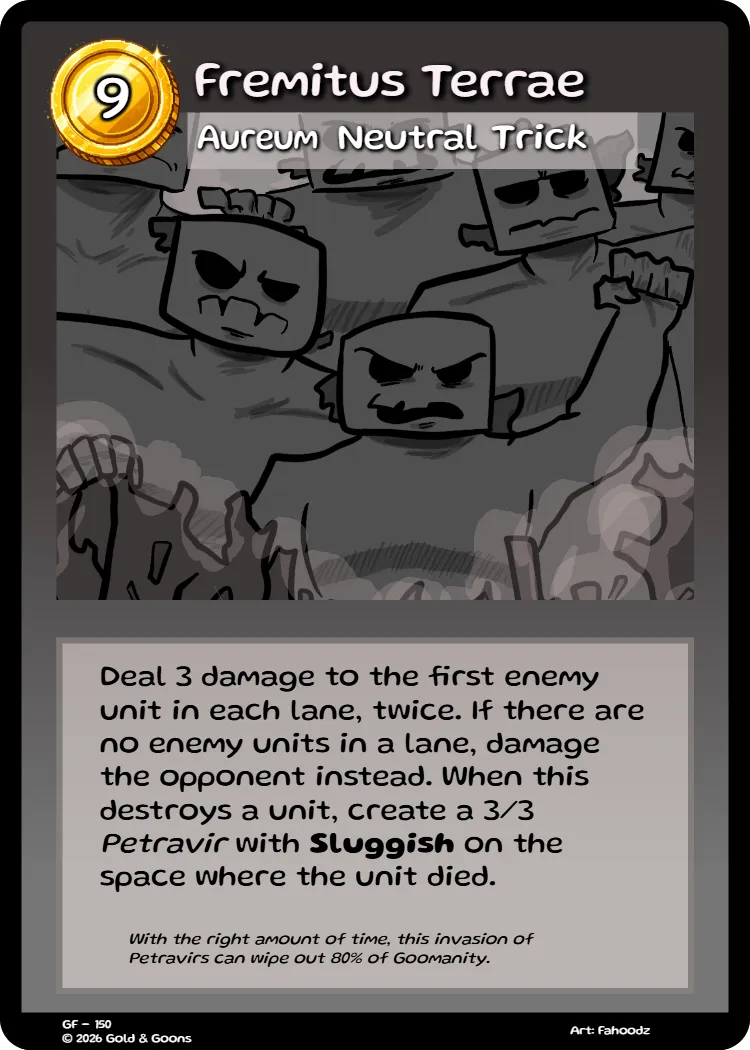 9
Fremitus Terrae
Aureum Neutral Trick
Deal 3 damage to the first enemy
unit in each lane, twice. If there are
no enemy units in a lane, damage
the opponent instead. When this
destroys a unit, create a 3/3
Petravir with Sluggish on the
space where the unit died.
With the right amount of time, this invasion of
Petravirs can wipe out 80% of Goomanity.
GF - 150
© 2026 Gold & Goons
Art: Fahoodz